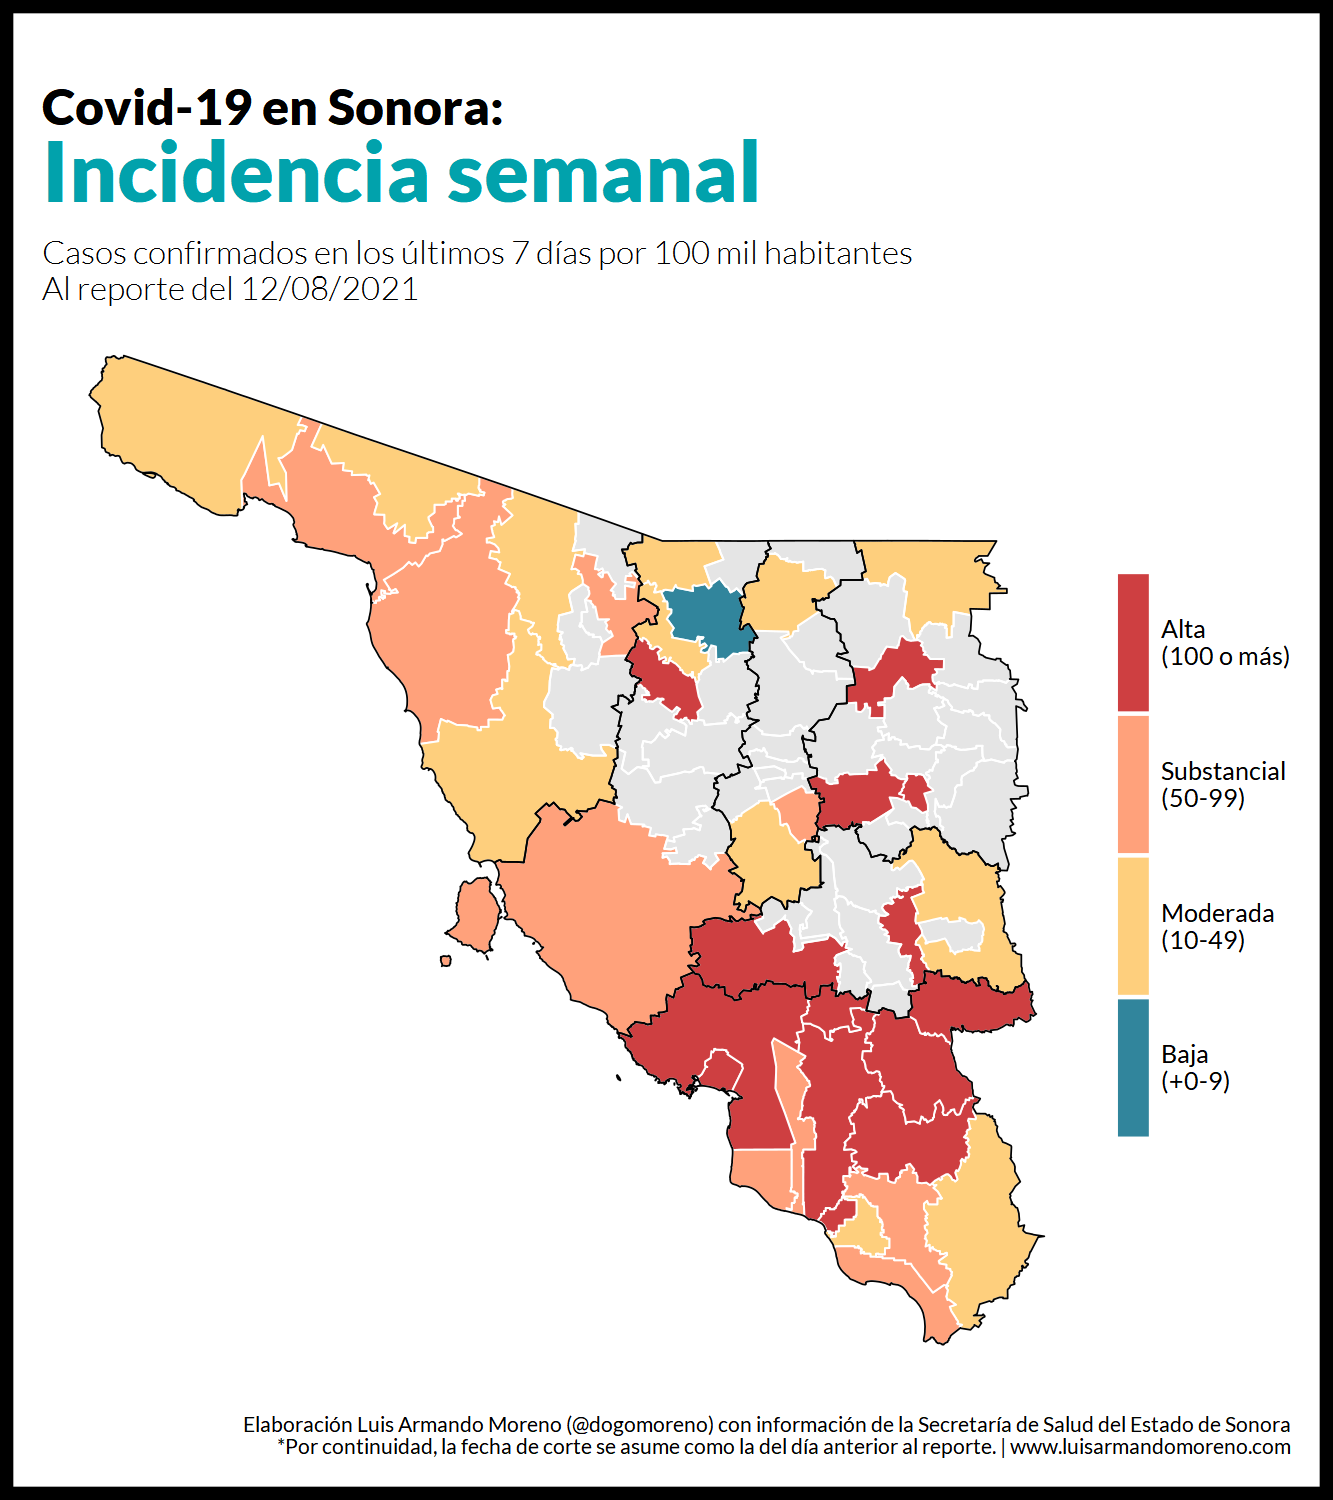 Covid-19 en Sonora:
Incidencia semanal
Casos confirmados en los últimos 7 días por 100 mil habitantes
Al reporte del 12/08/2021
Alta
(100 o más)
Substancial
(50-99)
Moderada
(10-49)
Baja
(+0-9)
Elaboración Luis Armando Moreno (@dogomoreno) con información de la Secretaría de Salud del Estado de Sonora
*Por continuidad, la fecha de corte se asume como la del día anterior al reporte. | www.luisarmandomoreno.com